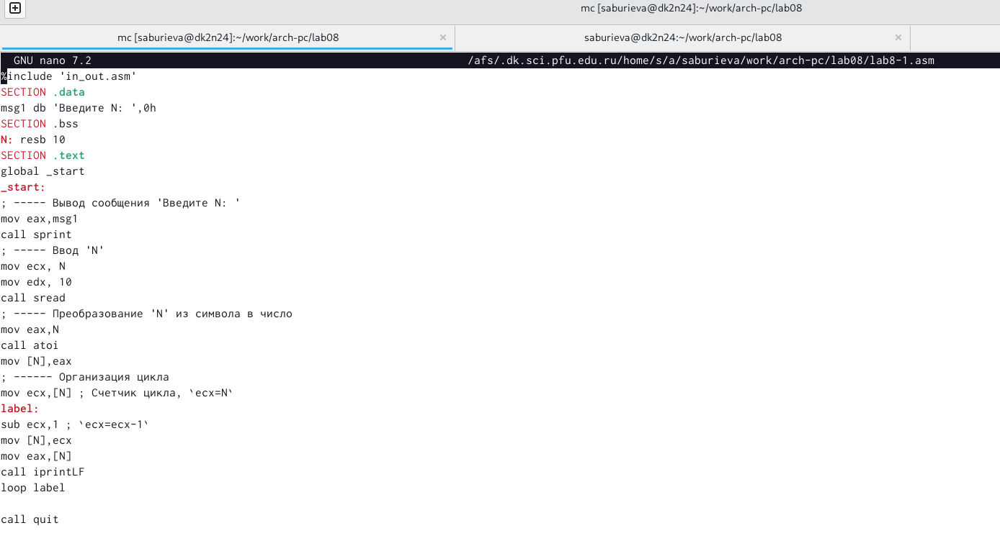 mc [saburieva@dk2n24]:~/work/arch-pc/lab08
mc [saburieva@dk2n24]:~/work/arch-pc/lab08 × saburieva@dk2n24:~/work/arch-pc/lab08 ×
GNU nano 7.2 /afs/.dk.sci.pfu.edu.ru/home/s/a/saburieva/work/arch-pc/lab08/lab8-1.asm
%include 'in_out.asm'
SECTION .data
msg1 db 'Введите N: ',0h
SECTION .bss
N: resb 10
SECTION .text
global _start
_start:
; ----- Вывод сообщения 'Введите N: '
mov eax,msg1
call sprint
; ----- Ввод 'N'
mov ecx, N
mov edx, 10
call sread
; ----- Преобразование 'N' из символа в число
mov eax,N
call atoi
mov [N],eax
; ------ Организация цикла
mov ecx,[N] ; Счетчик цикла, `ecx=N`
label:
sub ecx,1 ; `ecx=ecx-1`
mov [N],ecx
mov eax,[N]
call iprintLF
loop label
call quit